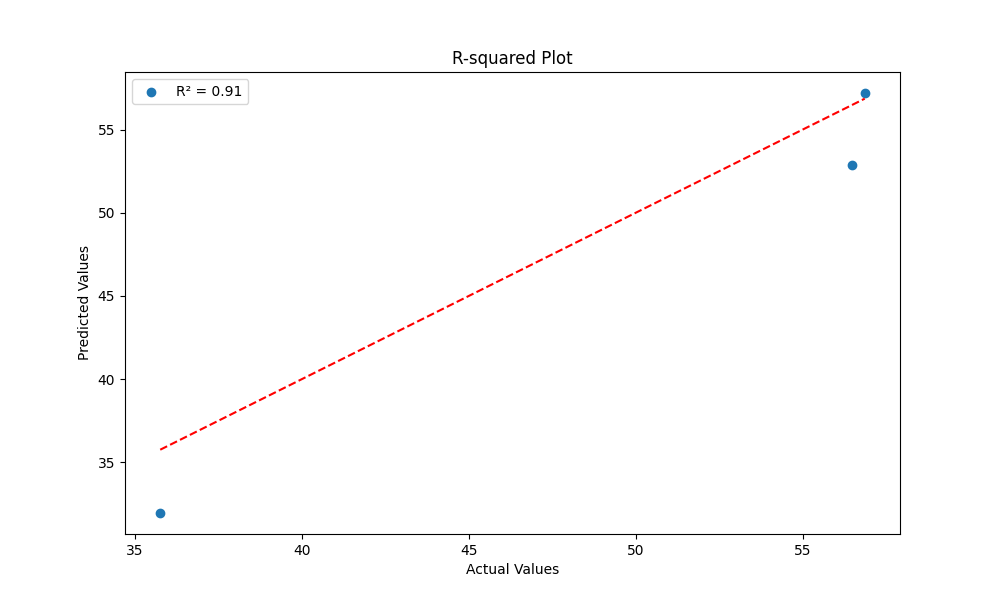 R-squared Plot
R² = 0.91
Predicted Values
55
50
45
40
35
35 40 45 50 55
Actual Values